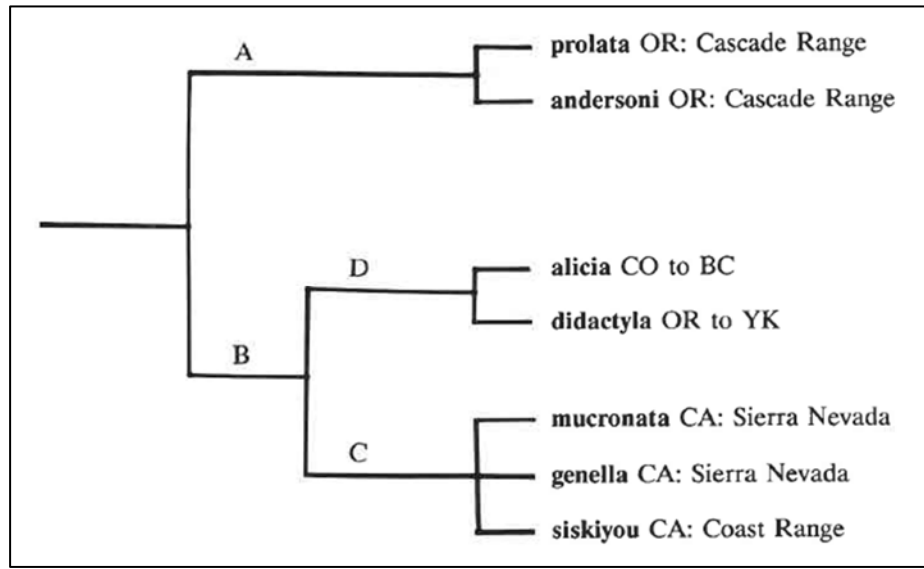 A
prolata OR: Cascade Range
andersoni OR: Cascade Range
D
alicia CO to BC
didactyla OR to YK
B
mucronata CA: Sierra Nevada
C
genella CA: Sierra Nevada
siskiyou CA: Coast Range